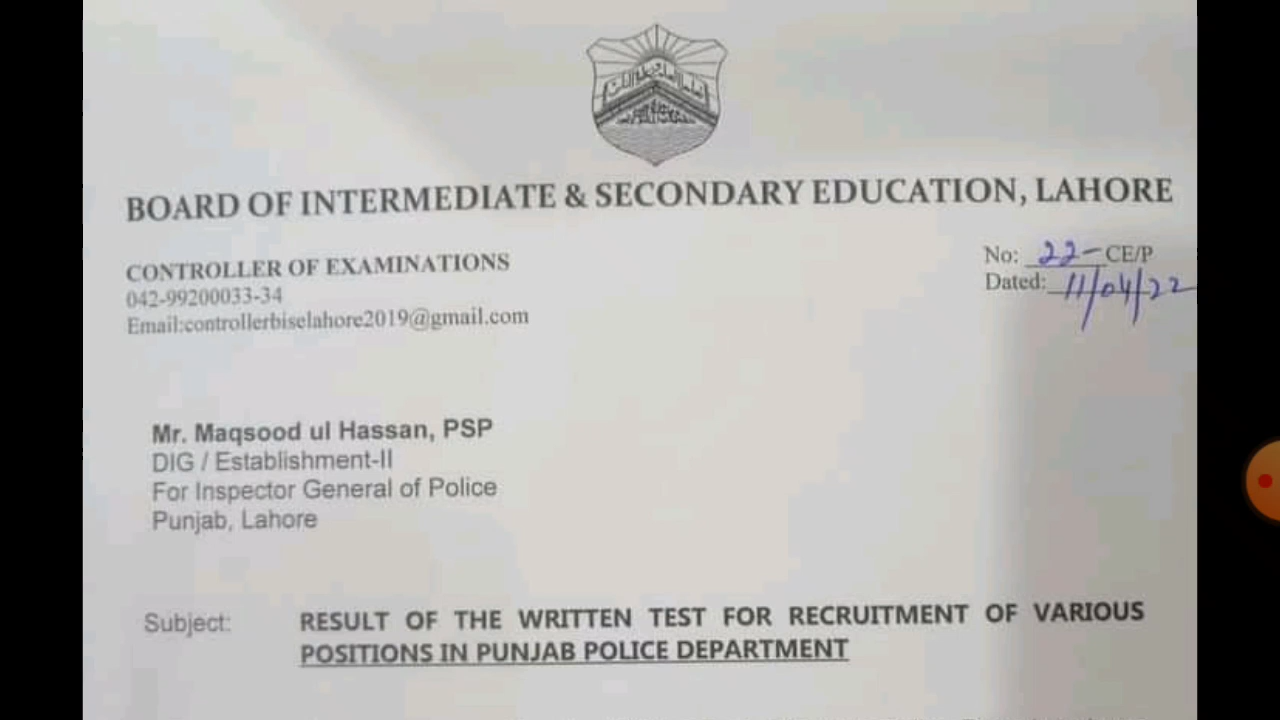 BOARD OF INTERMEDIATE & SECONDARY EDUCATION, LAHORE
CONTROLLER OF EXAMINATIONS
042-99200033-34
Email:controllerbiselahore2019@gmail.com
No: 22-CE/P
Dated: 11/04/22
Mr. Maqsood ul Hassan, PSP
DIG / Establishment-II
For Inspector General of Police
Punjab, Lahore
Subject: RESULT OF THE WRITTEN TEST FOR RECRUITMENT OF VARIOUS
POSITIONS IN PUNJAB POLICE DEPARTMENT